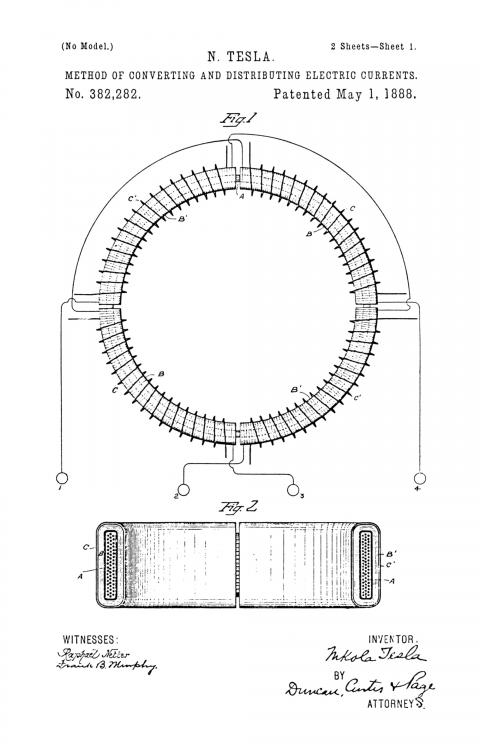 (No Model.) 2 Sheets—Sheet 1.
N. TESLA.
METHOD OF CONVERTING AND DISTRIBUTING ELECTRIC CURRENTS.
No. 382,282. Patented May 1, 1888.
Fig.1
A
C' C
B' B
B B'
C C'
1 2 3 4
Fig.2
C B'
B C'
A A
WITNESSES: INVENTOR.
Raphaël Netter Nikola Tesla
Frank B. Murphy. BY
Duncan, Curtis & Page
ATTORNEYS.